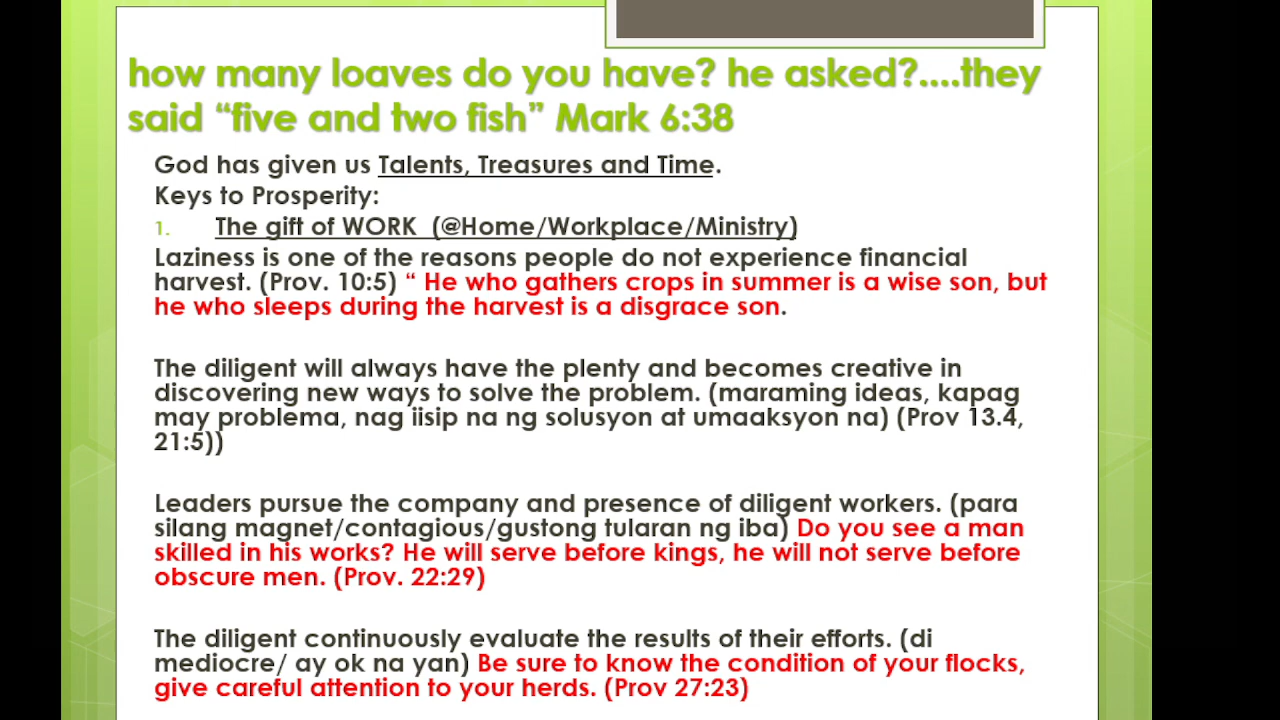 how many loaves do you have? he asked?....they
said “five and two fish” Mark 6:38
God has given us Talents, Treasures and Time.
Keys to Prosperity:
1. The gift of WORK (@Home/Workplace/Ministry)
Laziness is one of the reasons people do not experience financial
harvest. (Prov. 10:5) “ He who gathers crops in summer is a wise son, but
he who sleeps during the harvest is a disgrace son.
The diligent will always have the plenty and becomes creative in
discovering new ways to solve the problem. (maraming ideas, kapag
may problema, nag iisip na ng solusyon at umaaksyon na) (Prov 13.4,
21:5))
Leaders pursue the company and presence of diligent workers. (para
silang magnet/contagious/gustong tularan ng iba) Do you see a man
skilled in his works? He will serve before kings, he will not serve before
obscure men. (Prov. 22:29)
The diligent continuously evaluate the results of their efforts. (di
mediocre/ ay ok na yan) Be sure to know the condition of your flocks,
give careful attention to your herds. (Prov 27:23)